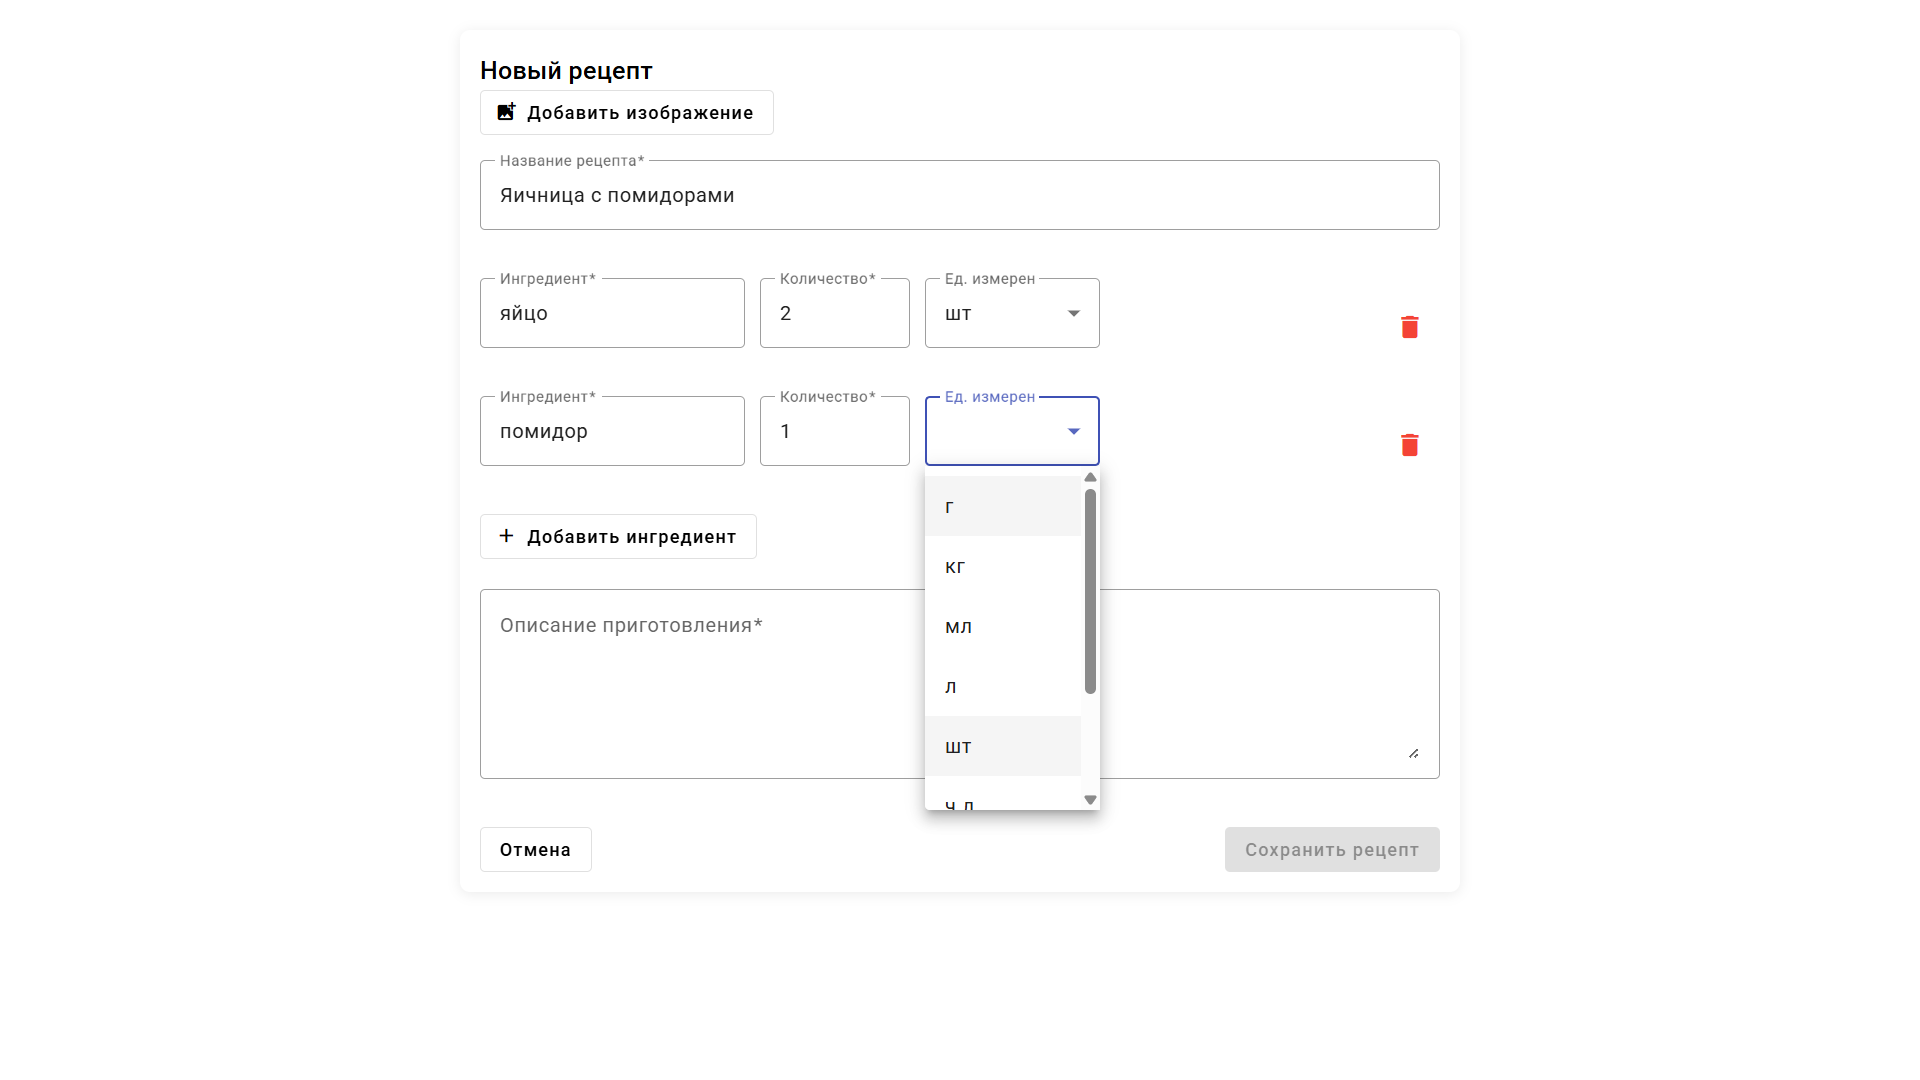 Новый рецепт
Добавить изображение
Название рецепта*
Яичница с помидорами
Ингредиент* Количество* Ед. измерен
яйцо 2 шт
Ингредиент* Количество* Ед. измерен
помидор 1
г
+ Добавить ингредиент
кг
Описание приготовления*
мл
л
шт
ч.л
Отмена Сохранить рецепт